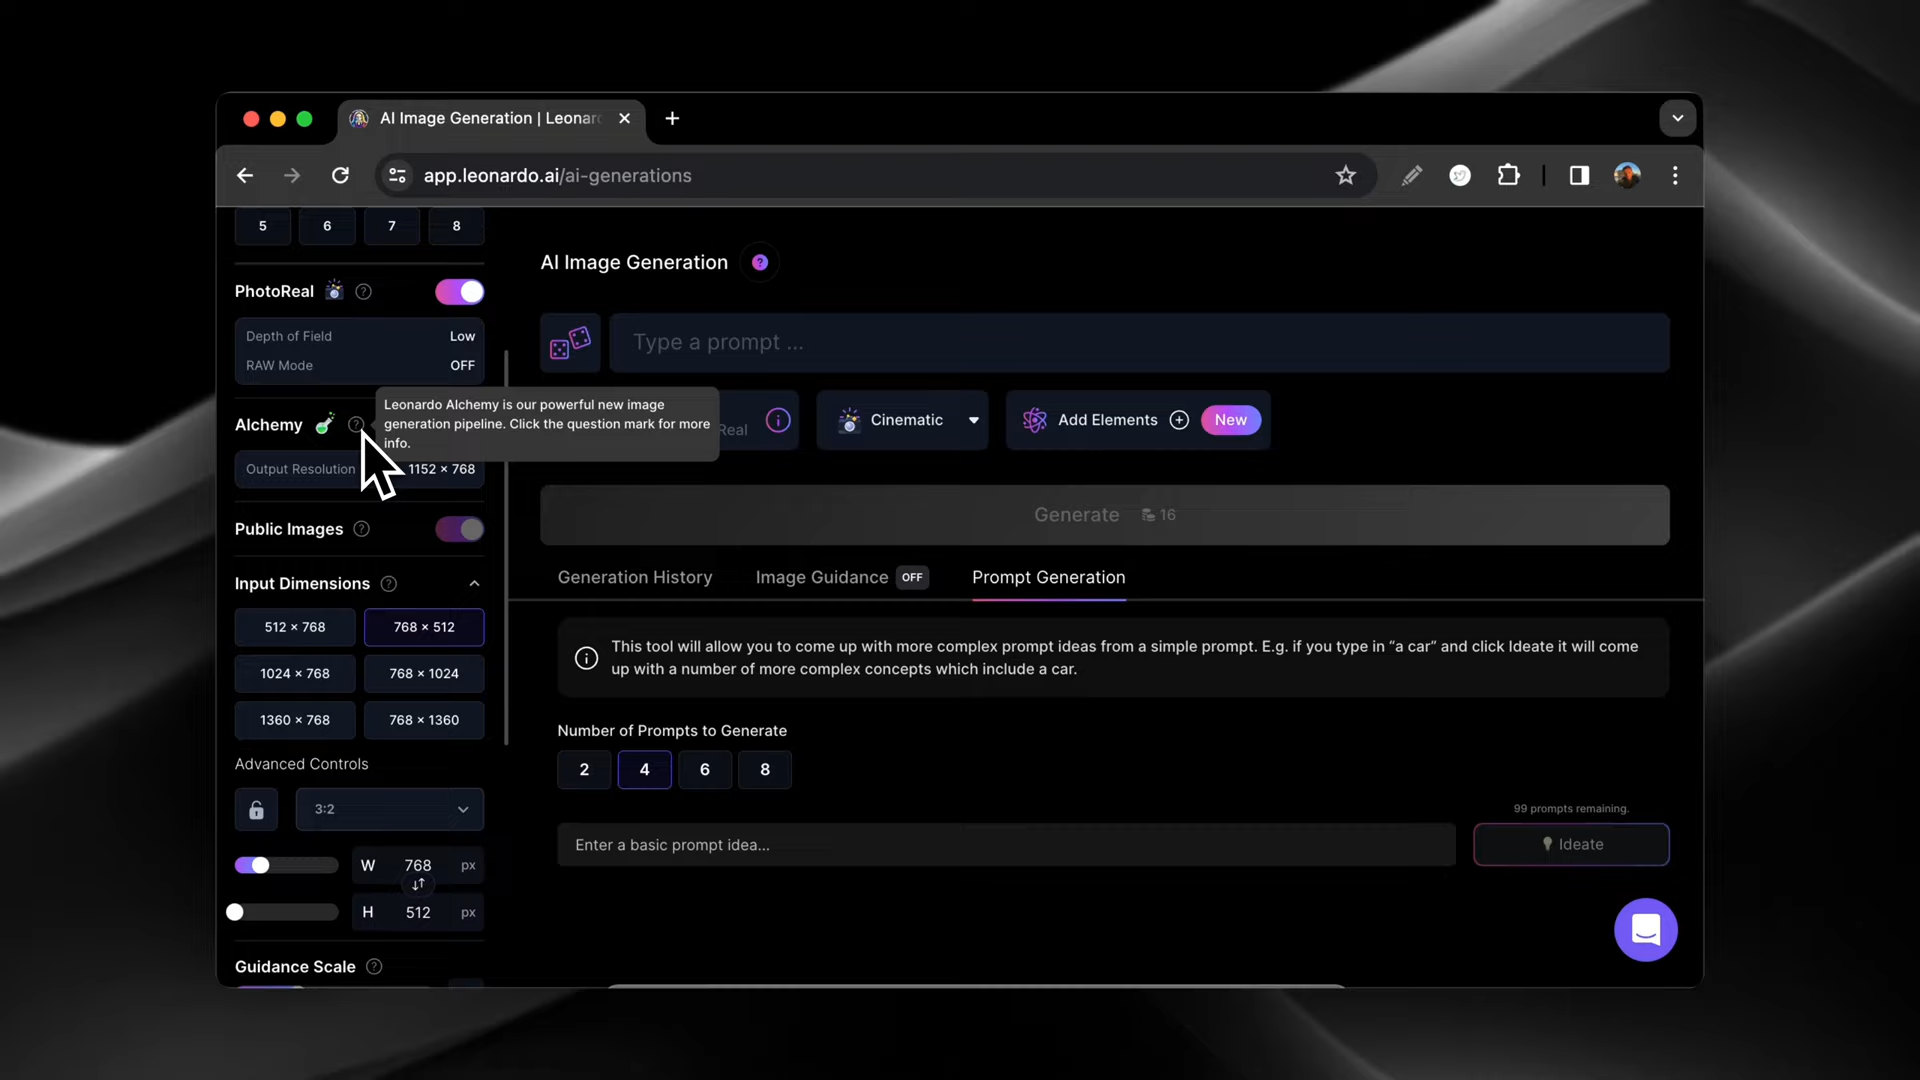 AI Image Generation | Leonar
app.leonardo.ai/ai-generations
5 6 7 8
PhotoReal
Depth of Field Low
RAW Mode OFF
Alchemy
Leonardo Alchemy is our powerful new image
generation pipeline. Click the question mark for more
info.
Output Resolution 1152 × 768
Public Images
Input Dimensions
512 × 768 768 × 512
1024 × 768 768 × 1024
1360 × 768 768 × 1360
Advanced Controls
3:2
W 768 px
H 512 px
Guidance Scale
AI Image Generation
Type a prompt ...
Real
Cinematic
Add Elements New
Generate 16
Generation History Image Guidance OFF Prompt Generation
This tool will allow you to come up with more complex prompt ideas from a simple prompt. E.g. if you type in “a car” and click Ideate it will come
up with a number of more complex concepts which include a car.
Number of Prompts to Generate
2 4 6 8
99 prompts remaining.
Enter a basic prompt idea...
Ideate